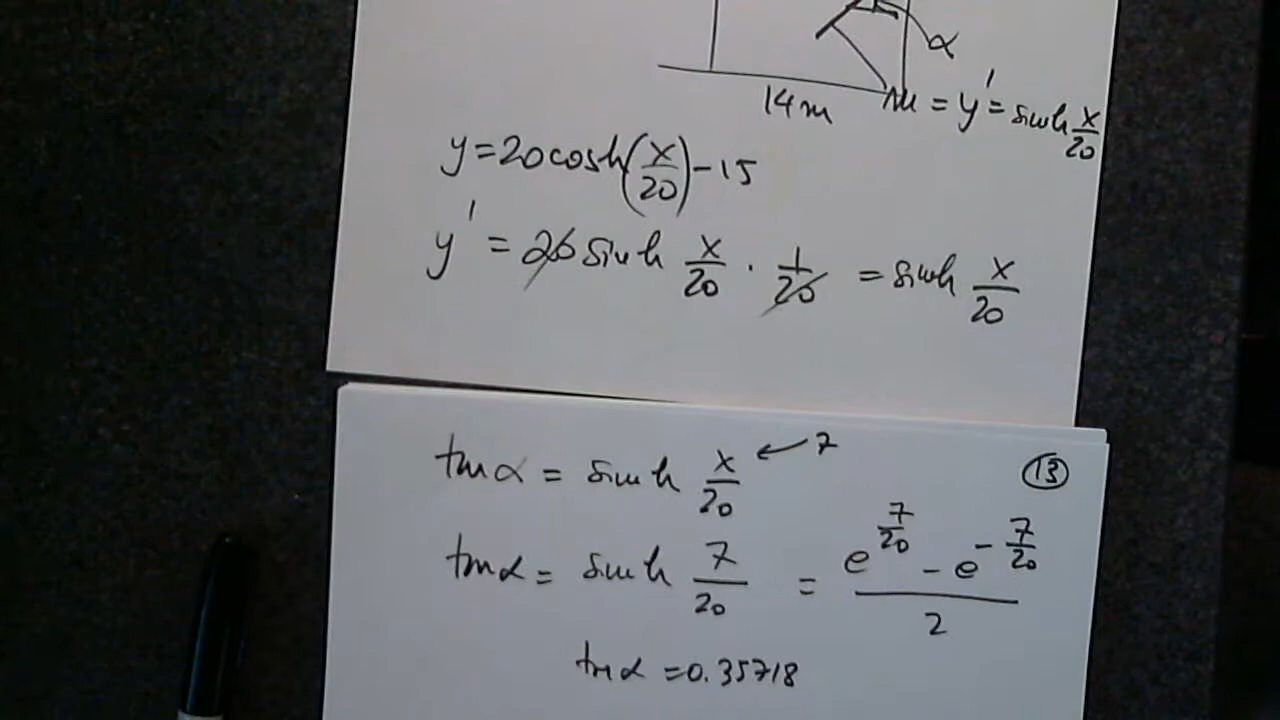 α
14m m = y' = sinh x/20
y = 20cosh(x/20) - 15
y' = 20 sinh x/20 · 1/20 = sinh x/20
13
tan α = sinh x/20 ← 7
tan α = sinh 7/20 = (e^(7/20) - e^(-7/20))/2
tan α = 0.35718